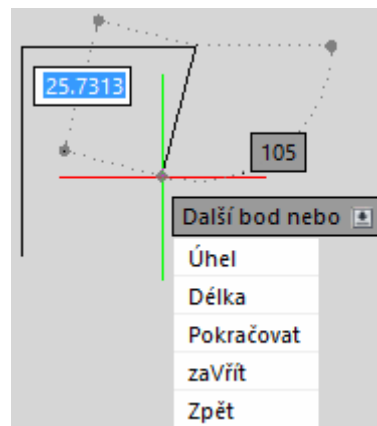 25.7313
105
Další bod nebo
Úhel
Délka
Pokračovat
zaVřít
Zpět